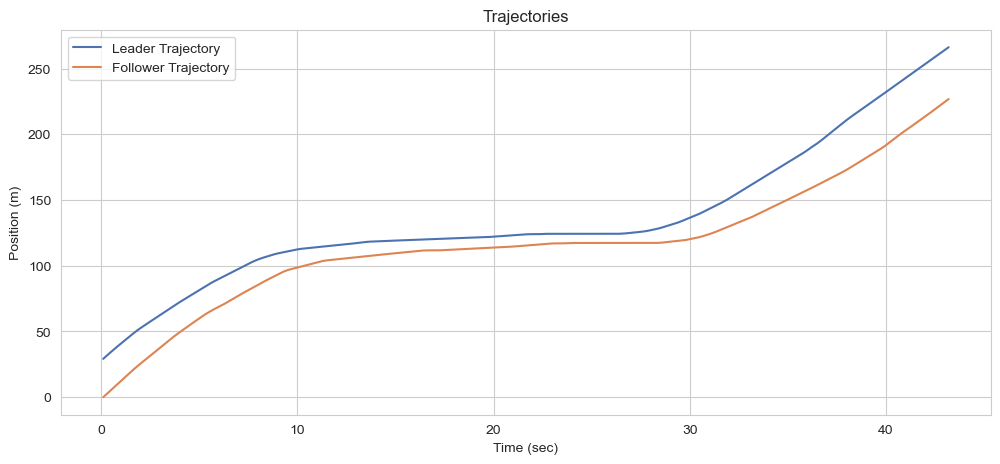 Trajectories
Leader Trajectory
Follower Trajectory
Position (m)
250
200
150
100
50
0
0 10 20 30 40
Time (sec)